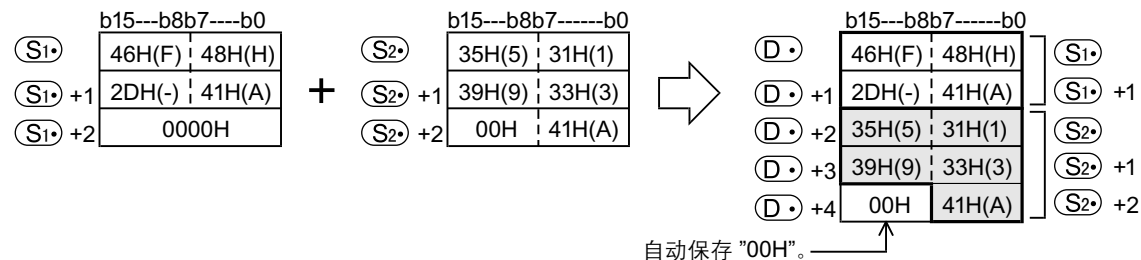 b15---b8b7----b0 b15---b8b7------b0 b15---b8b7------b0
S1• 46H(F) 48H(H) S2• 35H(5) 31H(1) D • 46H(F) 48H(H) S1•
S1• +1 2DH(-) 41H(A) + S2• +1 39H(9) 33H(3) D • +1 2DH(-) 41H(A) S1• +1
S1• +2 0000H S2• +2 00H 41H(A) D • +2 35H(5) 31H(1) S2•
D • +3 39H(9) 33H(3) S2• +1
D • +4 00H 41H(A) S2• +2
自动保存 "00H"。